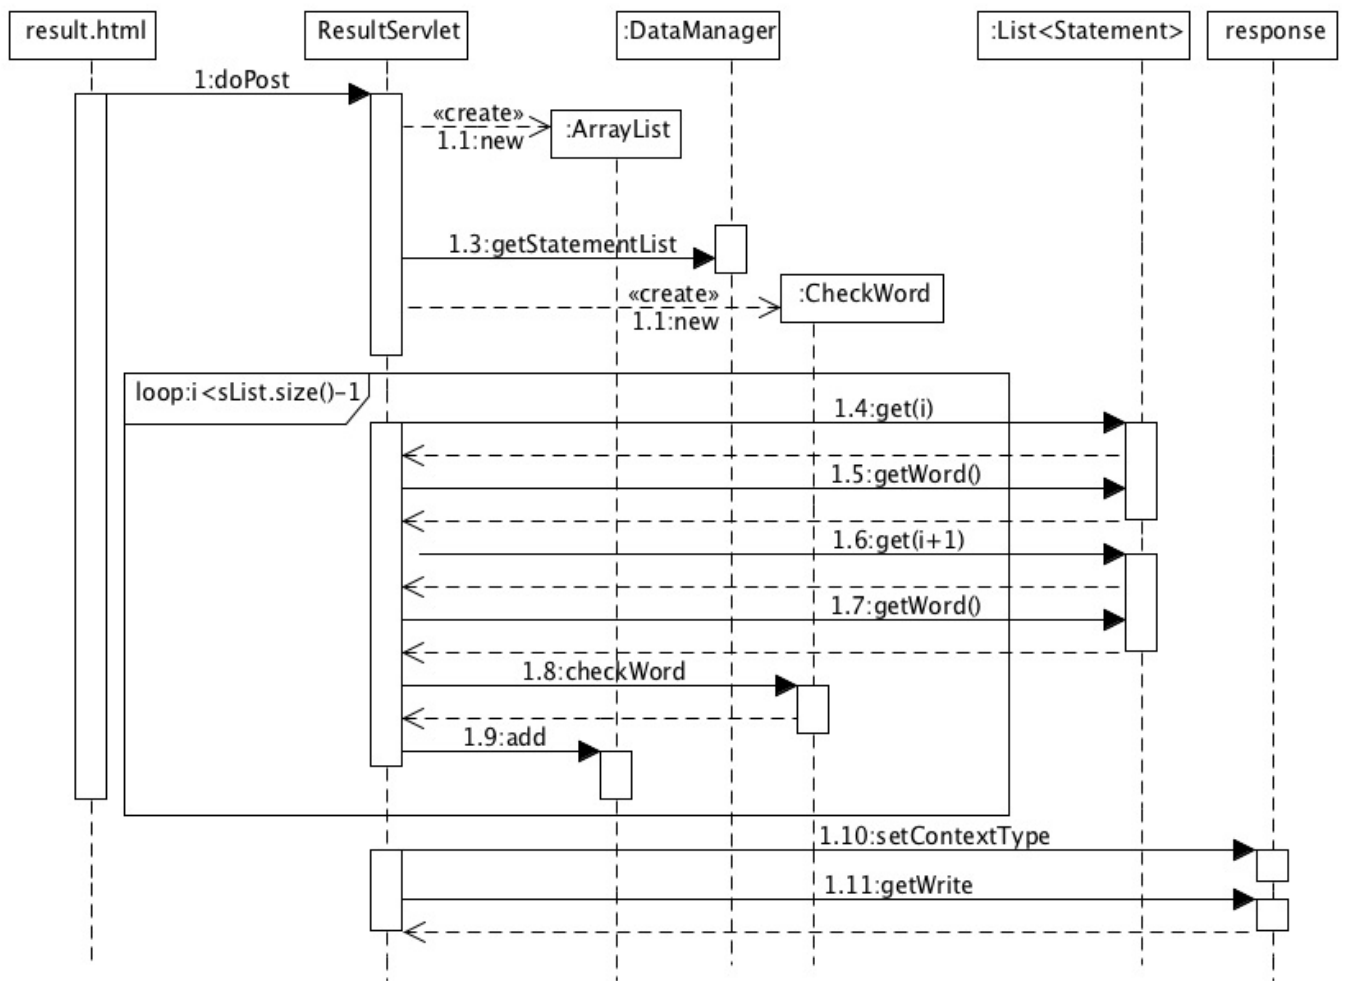 result.html
ResultServlet
:DataManager
:List<Statement>
response
1:doPost
«create»
1.1:new
:ArrayList
1.3:getStatementList
«create»
1.1:new
:CheckWord
loop:i<sList.size()-1
1.4:get(i)
1.5:getWord()
1.6:get(i+1)
1.7:getWord()
1.8:checkWord
1.9:add
1.10:setContextType
1.11:getWrite